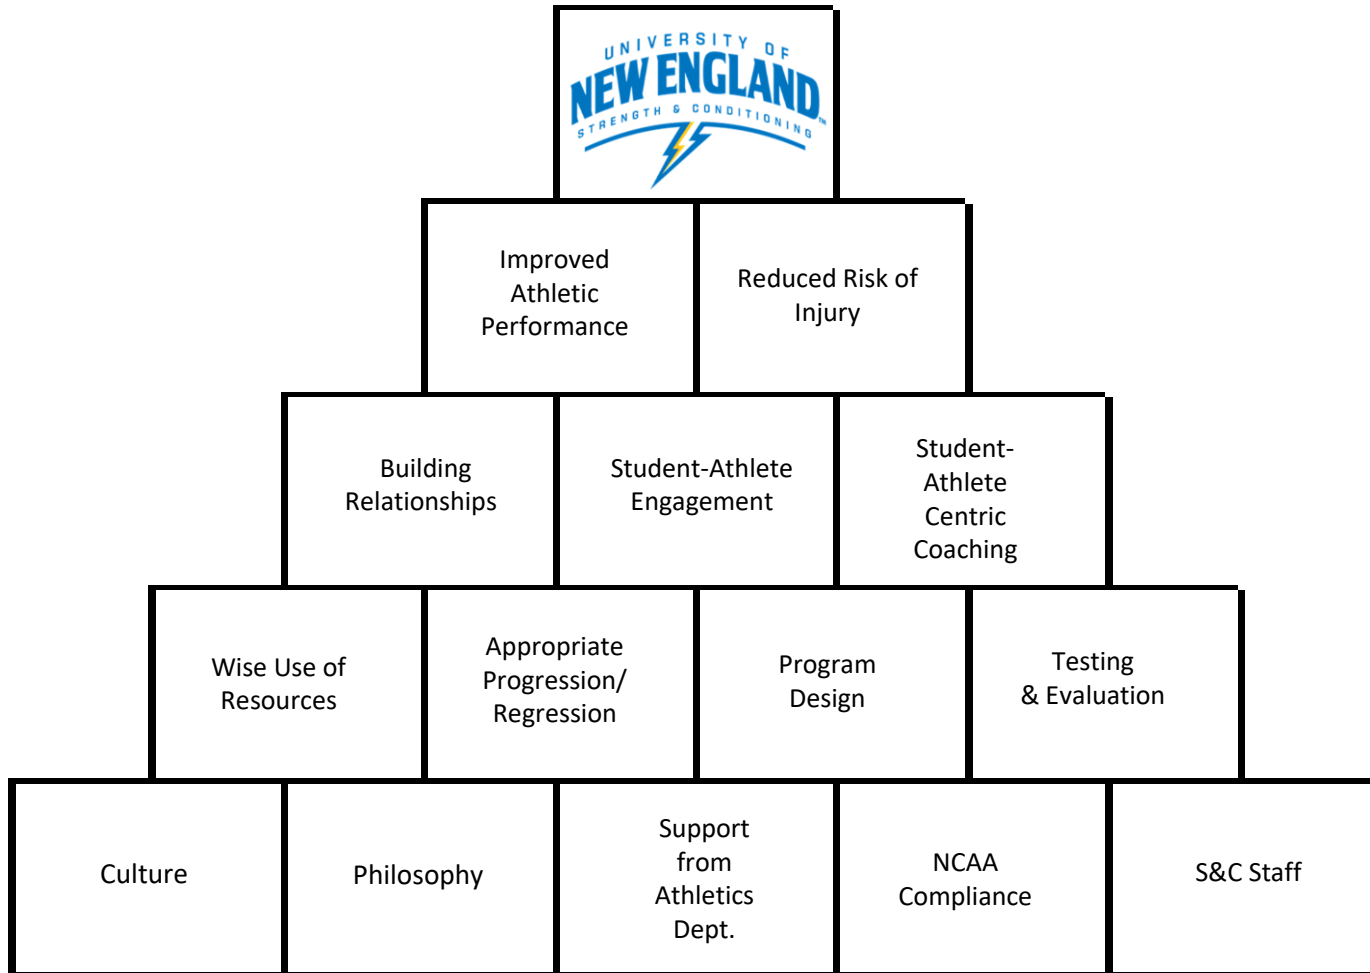 UNIVERSITY OF
NEW ENGLAND™
STRENGTH & CONDITIONING
Improved
Athletic
Performance
Reduced Risk of
Injury
Building
Relationships
Student-Athlete
Engagement
Student-
Athlete
Centric
Coaching
Wise Use of
Resources
Appropriate
Progression/
Regression
Program
Design
Testing
& Evaluation
Culture
Philosophy
Support
from
Athletics
Dept.
NCAA
Compliance
S&C Staff